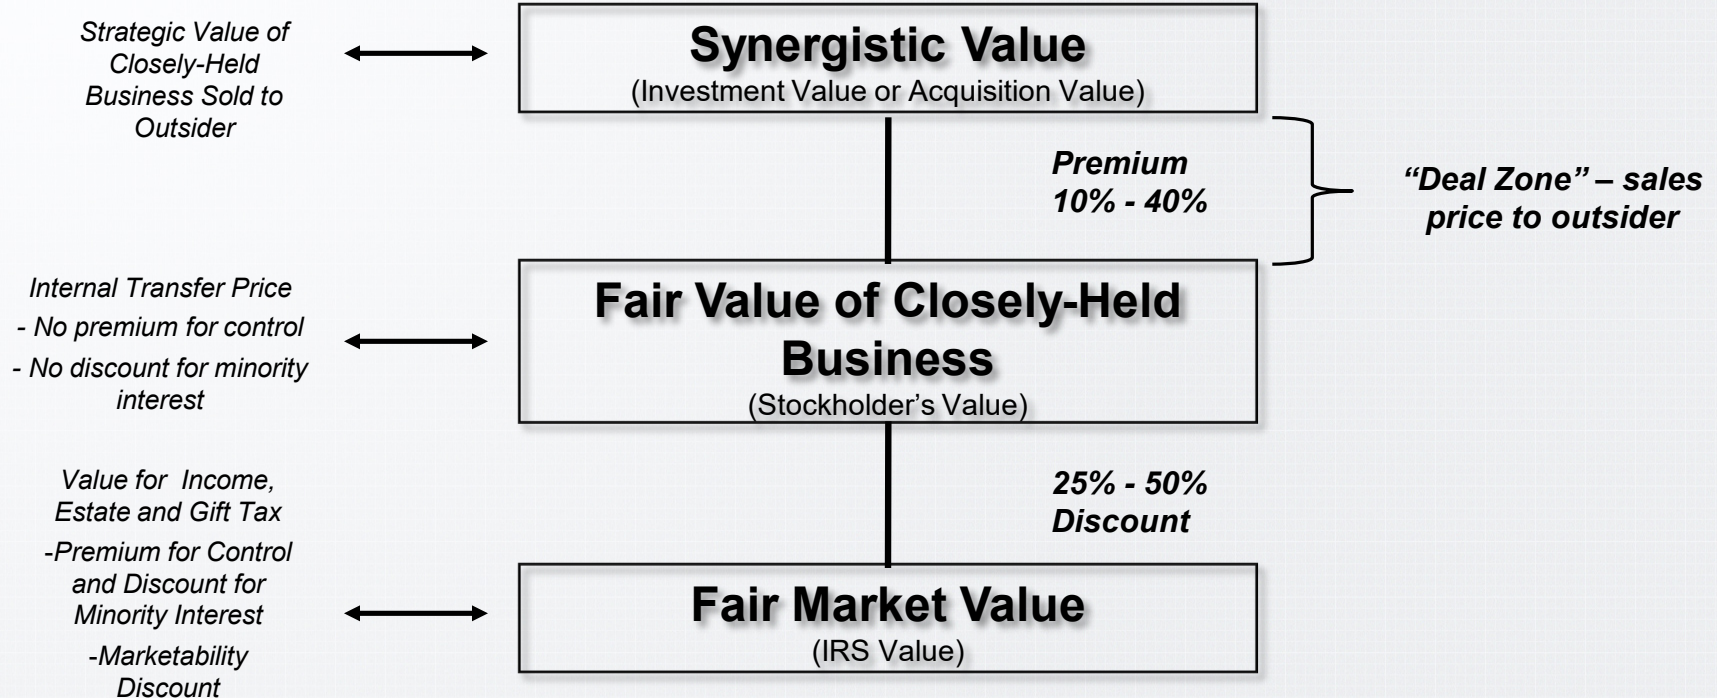 Strategic Value of
Closely-Held
Business Sold to
Outsider
Synergistic Value
(Investment Value or Acquisition Value)
Premium
10% - 40%
“Deal Zone” – sales
price to outsider
Internal Transfer Price
- No premium for control
- No discount for minority
interest
Fair Value of Closely-Held
Business
(Stockholder’s Value)
25% - 50%
Discount
Value for  Income,
Estate and Gift Tax
-Premium for Control
and Discount for
Minority Interest
-Marketability
Discount
Fair Market Value
(IRS Value)